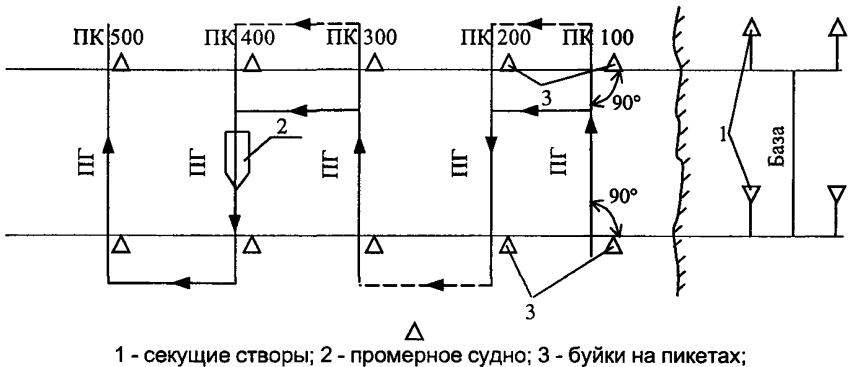 ПК 500 ПК 400 ПК 300 ПК 200 ПК 100
3
3
90°
2
1
ПГ ПГ ПГ ПГ ПГ База
90°
3
1 - секущие створы; 2 - промерное судно; 3 - буйки на пикетах;